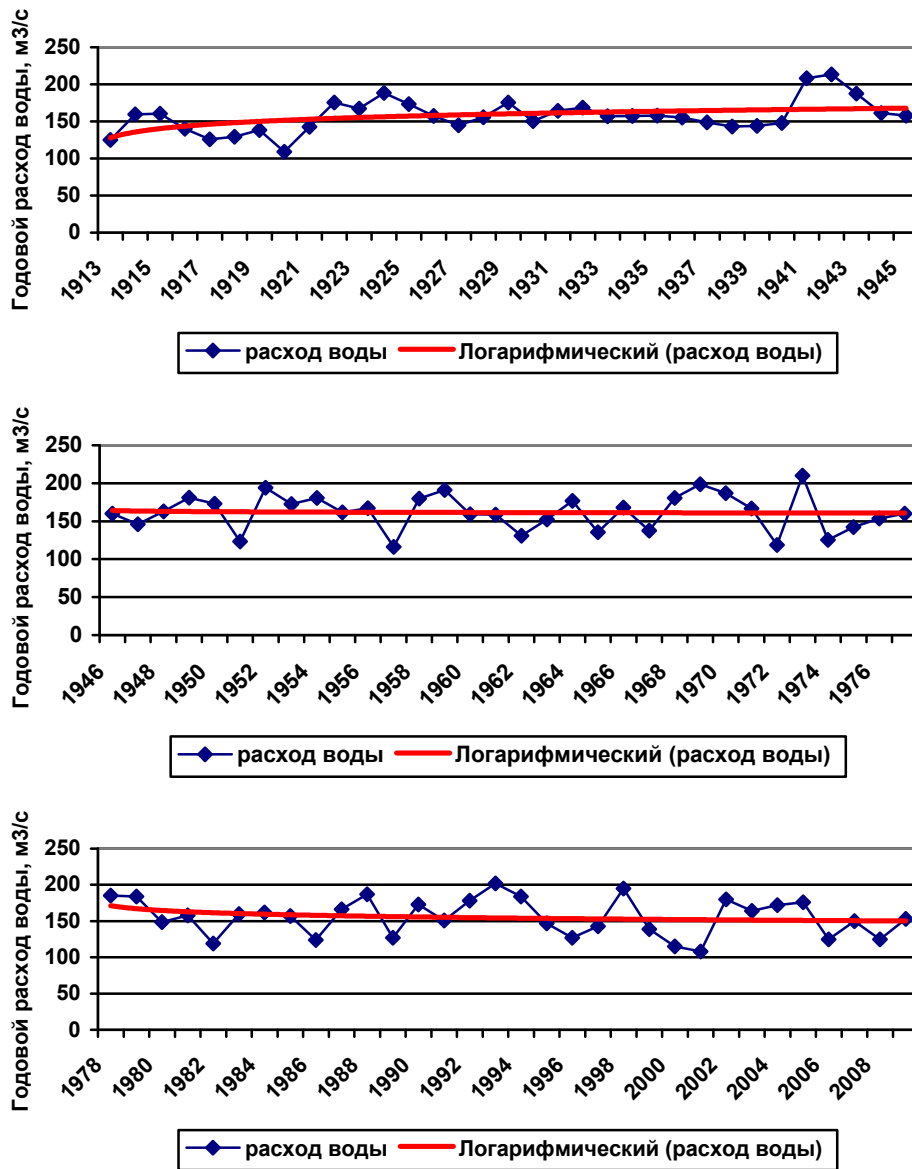 Годовой расход воды, м3/с
250
200
150
100
50
0
1913 1915 1917 1919 1921 1923 1925 1927 1929 1931 1933 1935 1937 1939 1941 1943 1945
расход воды Логарифмический (расход воды)
Годовой расход воды, м3/с
250
200
150
100
50
0
1946 1948 1950 1952 1954 1956 1958 1960 1962 1964 1966 1968 1970 1972 1974 1976
расход воды Логарифмический (расход воды)
Годовой расход воды, м3/с
250
200
150
100
50
0
1978 1980 1982 1984 1986 1988 1990 1992 1994 1996 1998 2000 2002 2004 2006 2008
расход воды Логарифмический (расход воды)